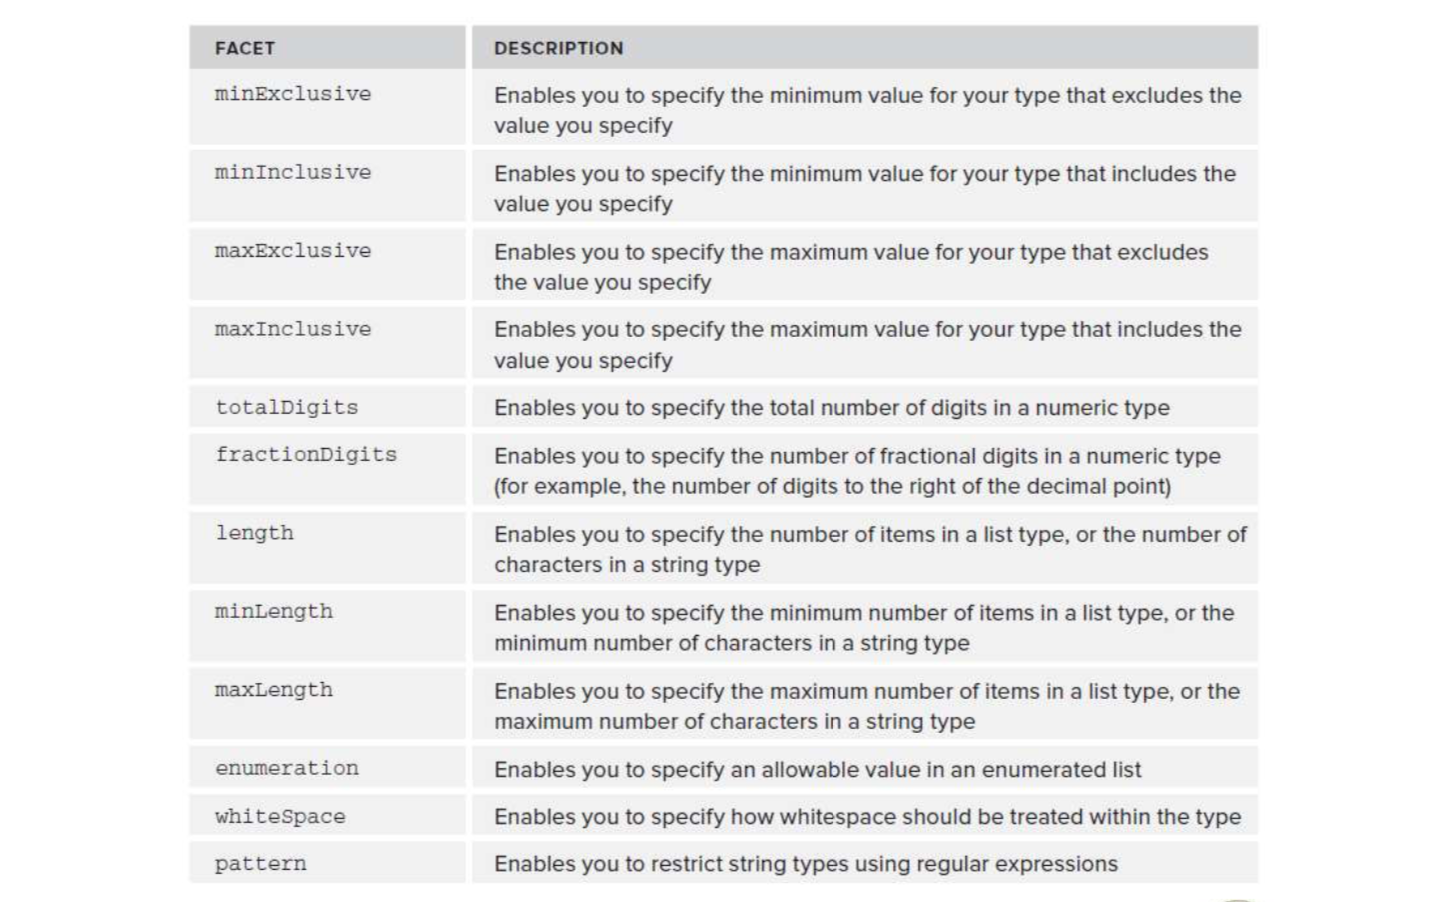 FACET DESCRIPTION
minExclusive Enables you to specify the minimum value for your type that excludes the
value you specify
minInclusive Enables you to specify the minimum value for your type that includes the
value you specify
maxExclusive Enables you to specify the maximum value for your type that excludes
the value you specify
maxInclusive Enables you to specify the maximum value for your type that includes the
value you specify
totalDigits Enables you to specify the total number of digits in a numeric type
fractionDigits Enables you to specify the number of fractional digits in a numeric type
(for example, the number of digits to the right of the decimal point)
length Enables you to specify the number of items in a list type, or the number of
characters in a string type
minLength Enables you to specify the minimum number of items in a list type, or the
minimum number of characters in a string type
maxLength Enables you to specify the maximum number of items in a list type, or the
maximum number of characters in a string type
enumeration Enables you to specify an allowable value in an enumerated list
whiteSpace Enables you to specify how whitespace should be treated within the type
pattern Enables you to restrict string types using regular expressions